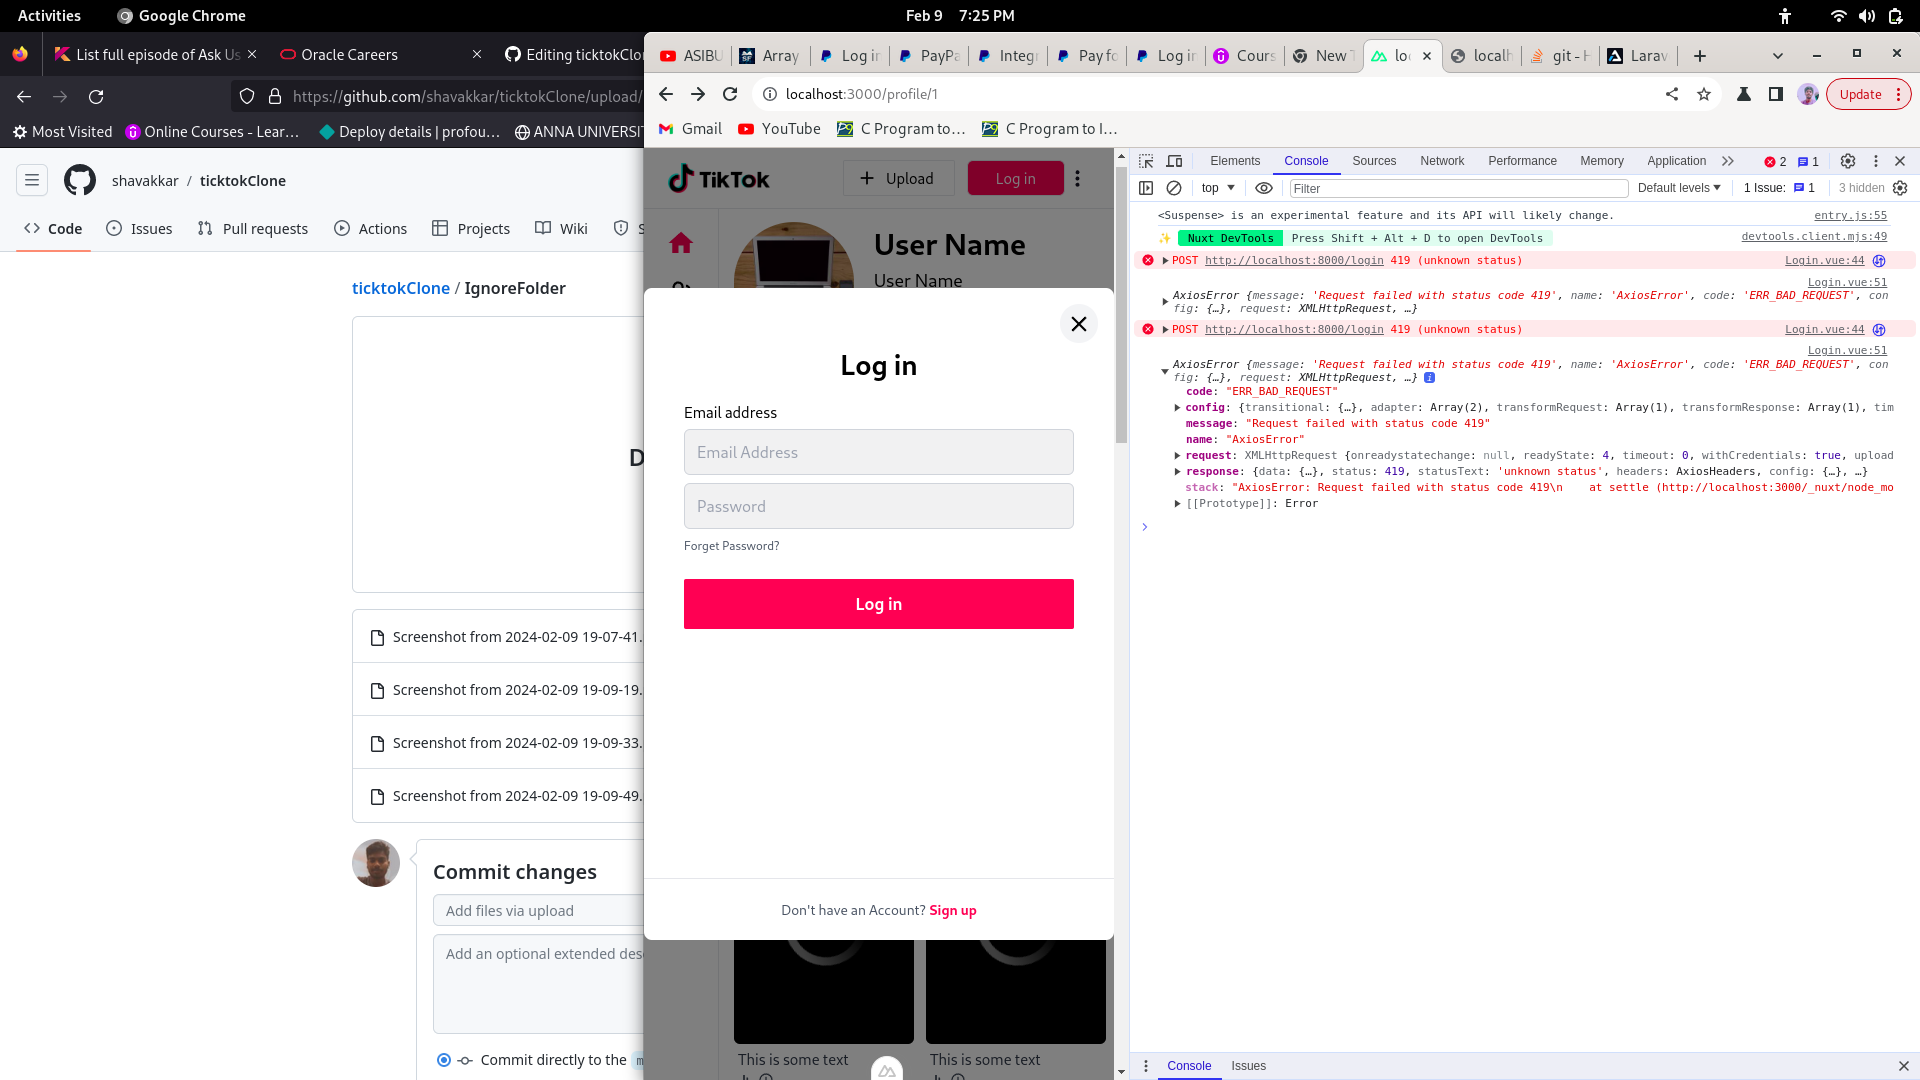 Activities
Google Chrome
Feb 9 7:25 PM
List full episode of Ask Us
Oracle Careers
Editing ticktokClon
https://github.com/shavakkar/ticktokClone/upload/
Most Visited
Online Courses - Lear…
Deploy details | profou…
ANNA UNIVERSIT
shavakkar / ticktokClone
Code
Issues
Pull requests
Actions
Projects
Wiki
S
ticktokClone / IgnoreFolder
D
Screenshot from 2024-02-09 19-07-41.
Screenshot from 2024-02-09 19-09-19.
Screenshot from 2024-02-09 19-09-33.
Screenshot from 2024-02-09 19-09-49.
Commit changes
Add files via upload
Add an optional extended des
Commit directly to the m
ASIBU
Array
Log in
PayPa
Integr
Pay fo
Log in
Cours
New T
loc
localh
git - H
Larav
localhost:3000/profile/1
Update
Gmail
YouTube
C Program to…
C Program to I…
TikTok
Upload
Log in
User Name
User Name
Log in
Email address
Email Address
Password
Forget Password?
Log in
Don't have an Account? Sign up
This is some text
This is some text
Elements
Console
Sources
Network
Performance
Memory
Application
2
1
top
Filter
Default levels
1 Issue: 1
3 hidden
<Suspense> is an experimental feature and its API will likely change. entry.js:55
Nuxt DevTools Press Shift + Alt + D to open DevTools devtools.client.mjs:49
POST http://localhost:8000/login 419 (unknown status) Login.vue:44
Login.vue:51
AxiosError {message: 'Request failed with status code 419', name: 'AxiosError', code: 'ERR_BAD_REQUEST', con
fig: {…}, request: XMLHttpRequest, …}
POST http://localhost:8000/login 419 (unknown status) Login.vue:44
Login.vue:51
AxiosError {message: 'Request failed with status code 419', name: 'AxiosError', code: 'ERR_BAD_REQUEST', con
fig: {…}, request: XMLHttpRequest, …} i
code: "ERR_BAD_REQUEST"
config: {transitional: {…}, adapter: Array(2), transformRequest: Array(1), transformResponse: Array(1), tim
message: "Request failed with status code 419"
name: "AxiosError"
request: XMLHttpRequest {onreadystatechange: null, readyState: 4, timeout: 0, withCredentials: true, upload
response: {data: {…}, status: 419, statusText: 'unknown status', headers: AxiosHeaders, config: {…}, …}
stack: "AxiosError: Request failed with status code 419\n    at settle (http://localhost:3000/_nuxt/node_mo
[[Prototype]]: Error
Console
Issues